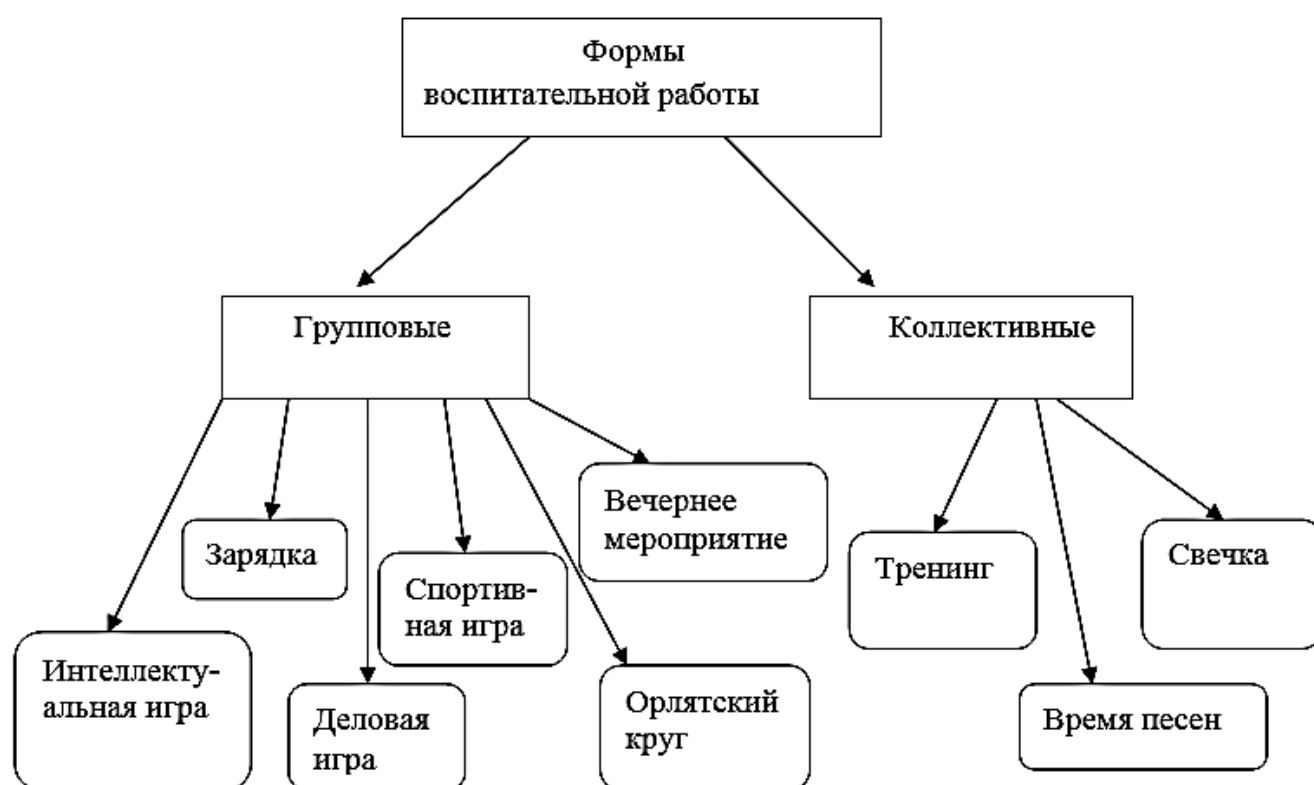 Формы
воспитательной работы
Групповые
Коллективные
Вечернее
мероприятие
Зарядка
Спортив-
ная игра
Тренинг
Свечка
Интеллекту-
альная игра
Деловая
игра
Орлятский
круг
Время песен